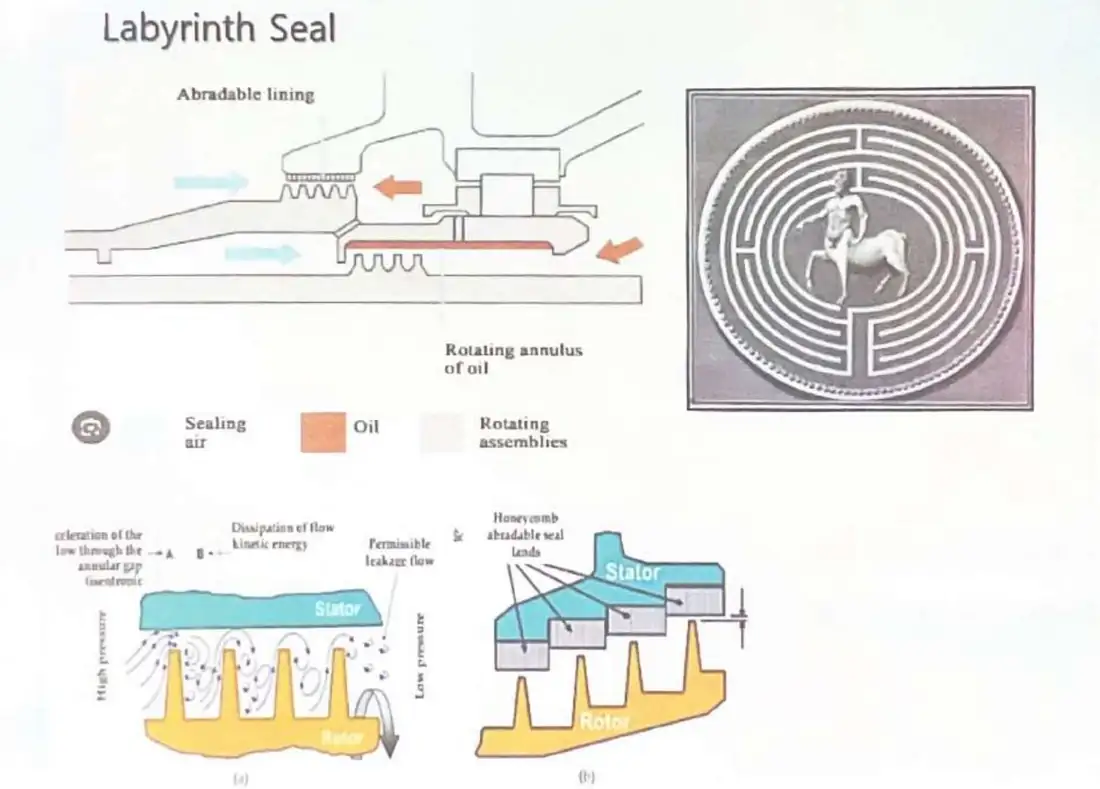 Labyrinth Seal
Abradable lining
Rotating annulus
of oil
Sealing
air
Oil
Rotating
assemblies
celeration of the
low through the
annular gap
A
B
Dissipation of flow
kinetic energy
Permissible
leakage flow
High pressure
Low pressure
Stator
Rotor
(a)
Honeycomb
abradable seal
lands
Stator
Rotor
(b)